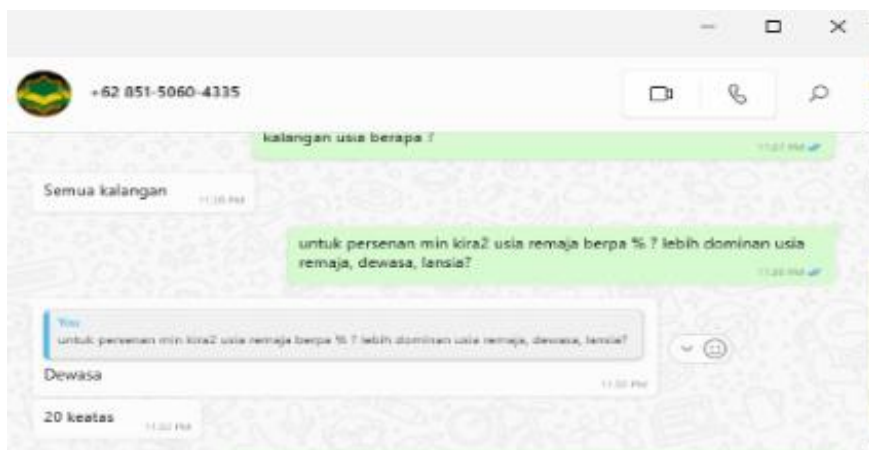 +62 851-5060-4335
kalangan usia berapa ?
Semua kalangan
untuk persenan min kira2 usia remaja berpa % ? lebih dominan usia
remaja, dewasa, lansia?
You
untuk persenan min kira2 usia remaja berpa % ? lebih dominan usia remaja, dewasa, lansia?
Dewasa
20 keatas